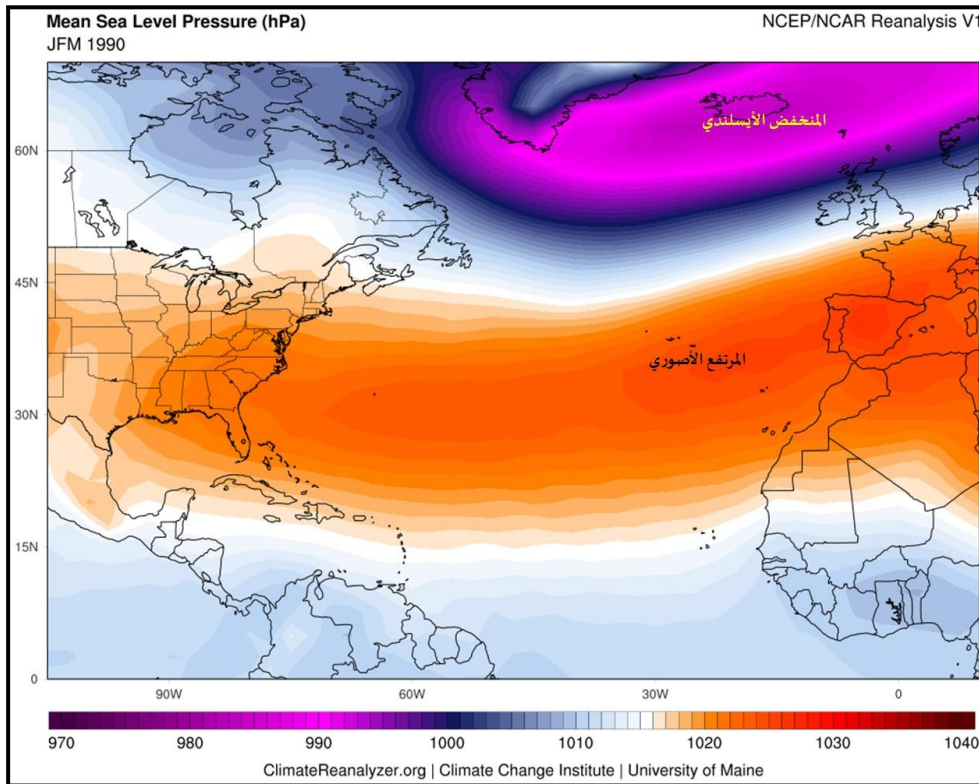 Mean Sea Level Pressure (hPa)
NCEP/NCAR Reanalysis V1
JFM 1990
المنخفض الأيسلندي
60N
45N
المرتفع الأصوري
30N
15N
0
90W
60W
30W
0
970
980
990
1000
1010
1020
1030
1040
ClimateReanalyzer.org | Climate Change Institute | University of Maine